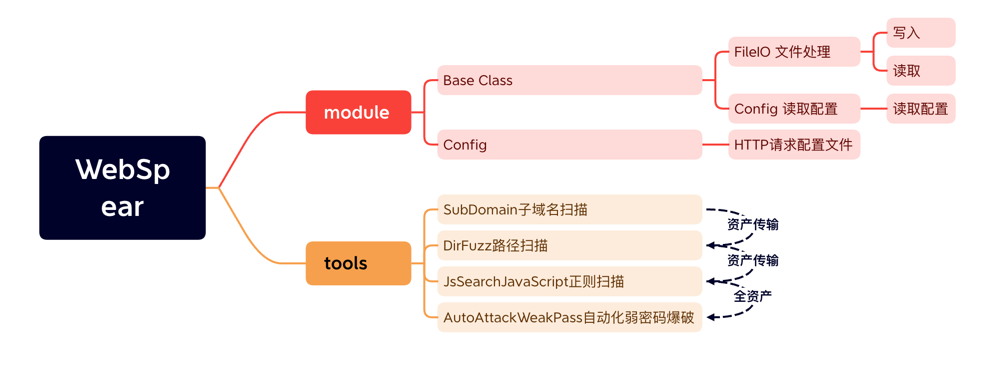 WebSp
ear
module
Base Class
FileIO 文件处理
写入
读取
Config 读取配置
读取配置
Config
HTTP请求配置文件
tools
SubDomain子域名扫描
资产传输
DirFuzz路径扫描
资产传输
JsSearchJavaScript正则扫描
全资产
AutoAttackWeakPass自动化弱密码爆破